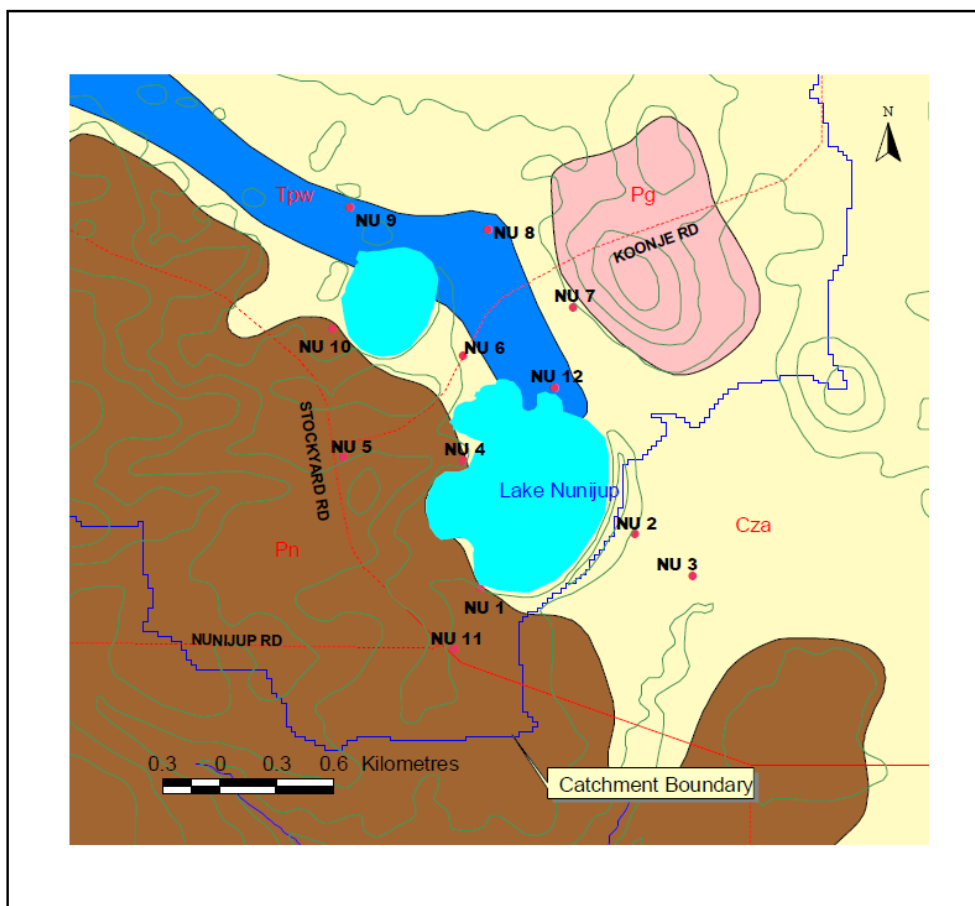 N
Tpw
Pg
NU 9
NU 8
KOONJE RD
NU 7
NU 10
NU 6
NU 12
STOCKYARD RD
NU 5
NU 4
Lake Nunijup
NU 2
Cza
Pn
NU 3
NU 1
NUNIJUP RD
NU 11
0.3 0 0.3 0.6 Kilometres
Catchment Boundary